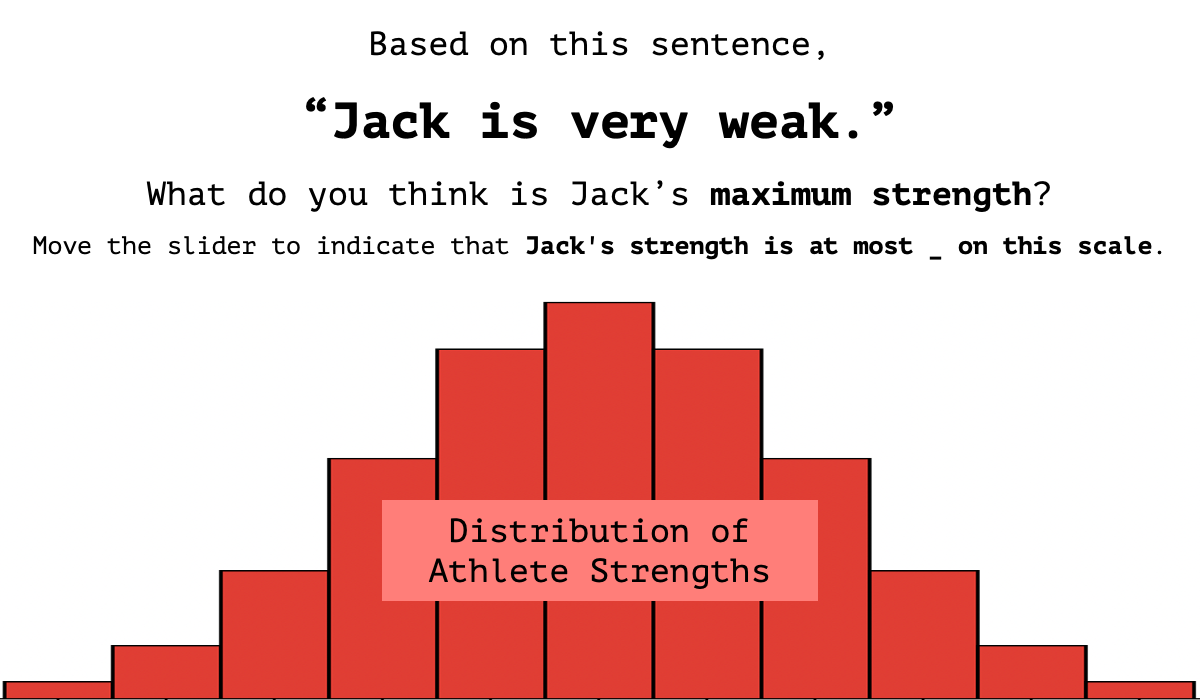 Based on this sentence,
“Jack is very weak.”
What do you think is Jack’s maximum strength?
Move the slider to indicate that Jack's strength is at most _ on this scale.
Distribution of
Athlete Strengths